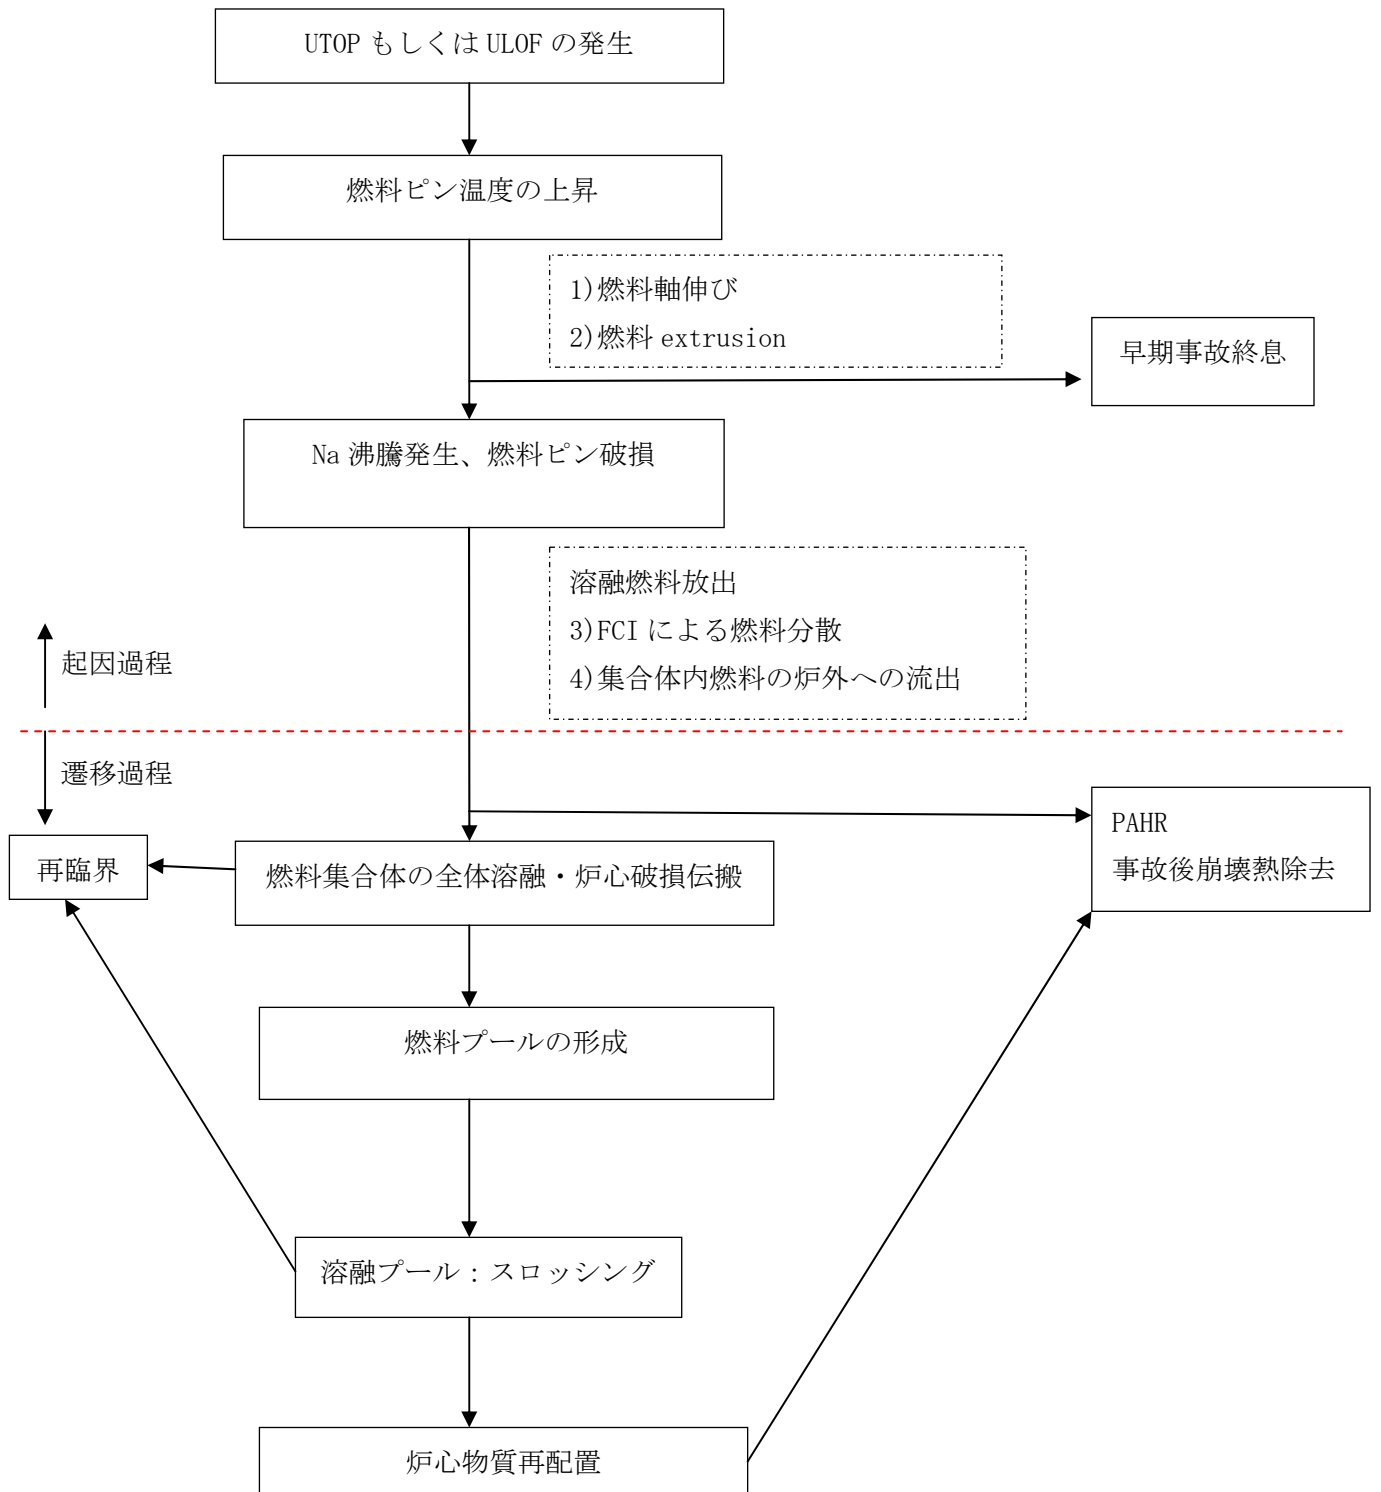 UTOP もしくは ULOF の発生
燃料ピン温度の上昇
1)燃料軸伸び
2)燃料 extrusion
早期事故終息
Na 沸騰発生、燃料ピン破損
溶融燃料放出
3)FCI による燃料分散
4)集合体内燃料の炉外への流出
起因過程
遷移過程
PAHR
事故後崩壊熱除去
再臨界
燃料集合体の全体溶融・炉心破損伝搬
燃料プールの形成
溶融プール：スロッシング
炉心物質再配置